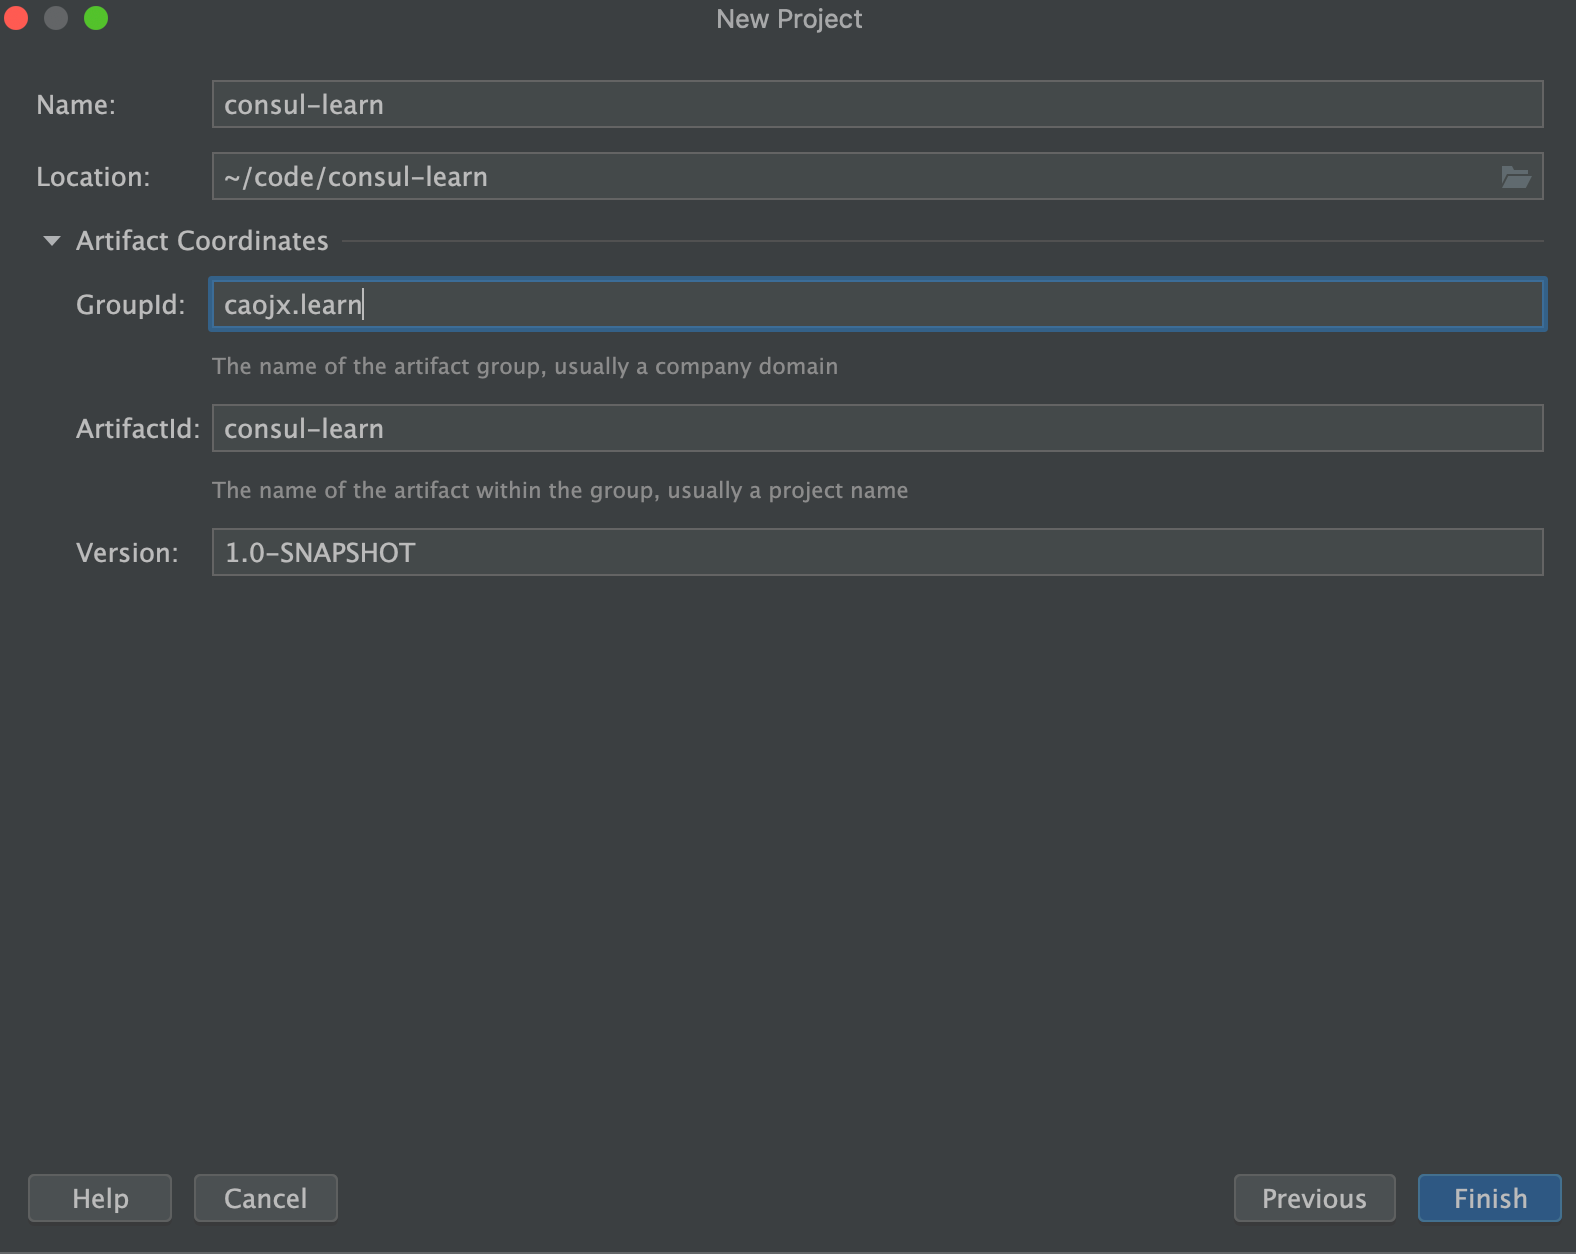 New Project
Name: consul-learn
Location: ~/code/consul-learn
Artifact Coordinates
GroupId: caojx.learn
The name of the artifact group, usually a company domain
ArtifactId: consul-learn
The name of the artifact within the group, usually a project name
Version: 1.0-SNAPSHOT
Help Cancel Previous Finish